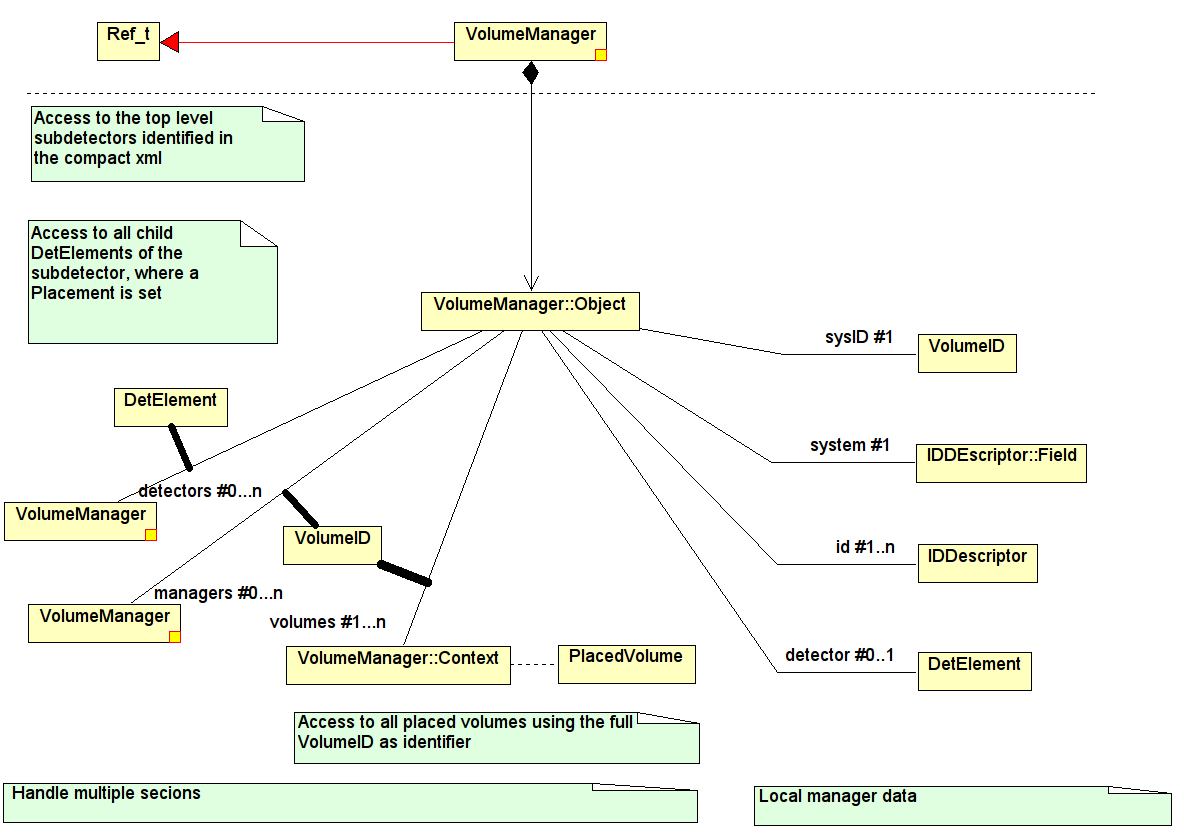 Ref_t
VolumeManager
Access to the top level
subdetectors identified in
the compact xml
Access to all child
DetElements of the
subdetector, where a
Placement is set
VolumeManager::Object
sysID #1
VolumeID
DetElement
system #1
IDDEscriptor::Field
detectors #0...n
VolumeManager
VolumeID
id #1..n
IDDescriptor
managers #0...n
VolumeManager
volumes #1...n
VolumeManager::Context
PlacedVolume
detector #0..1
DetElement
Access to all placed volumes using the full
VolumeID as identifier
Handle multiple secions
Local manager data